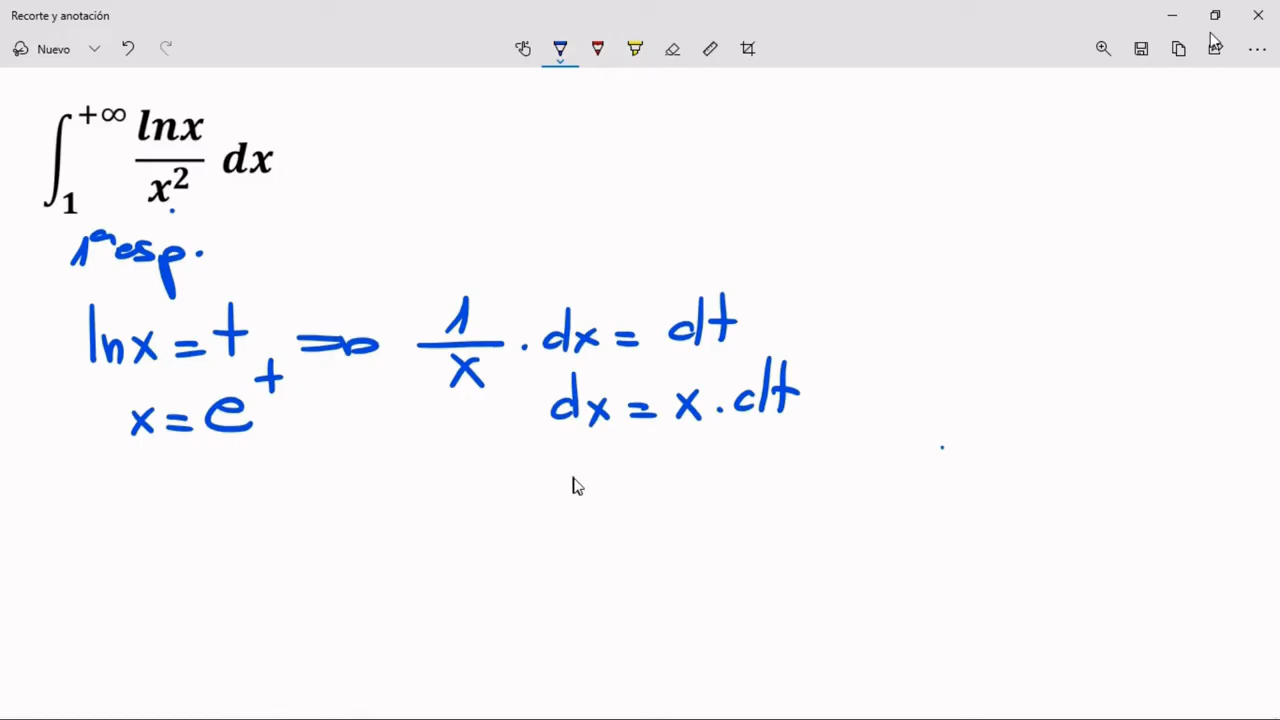 Recorte y anotación
Nuevo
∫₁^{+∞} lnx/x² dx
1ª esp.
lnx = t ⇒ 1/x · dx = dt
x = e^t dx = x · dt